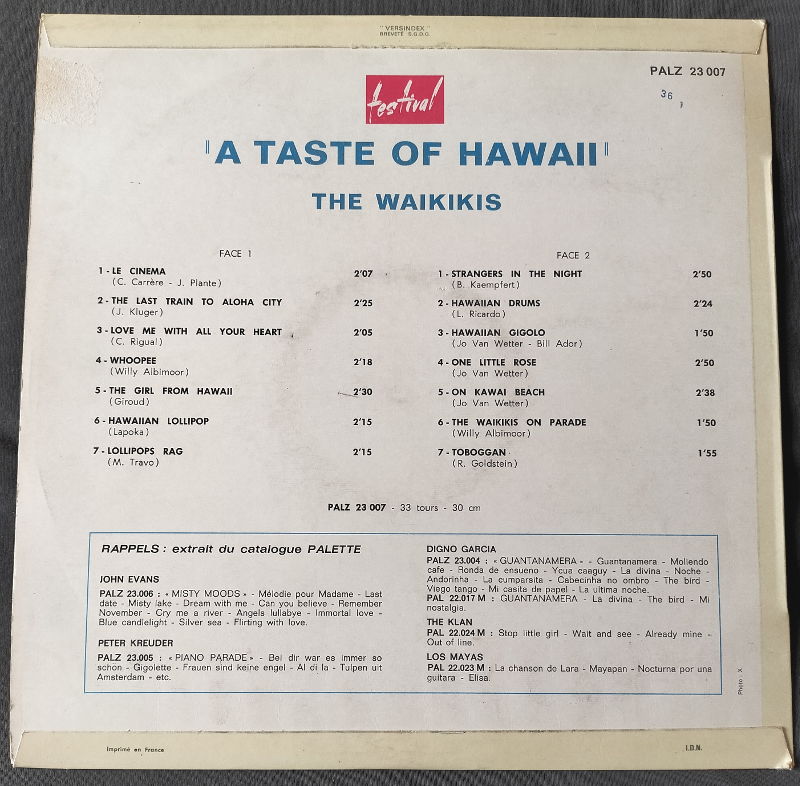 " VERSINDEX "
BREVETÉ S.G.D.G.
PALZ 23 007
36
festival
"A TASTE OF HAWAII"
THE WAIKIKIS
FACE 1
1 - LE CINEMA 2'07
(C. Carrère - J. Plante)
2 - THE LAST TRAIN TO ALOHA CITY 2'25
(J. Kluger)
3 - LOVE ME WITH ALL YOUR HEART 2'05
(C. Rigual)
4 - WHOOPEE 2'18
(Willy Albimoor)
5 - THE GIRL FROM HAWAII 2'30
(Giroud)
6 - HAWAIIAN LOLLIPOP 2'15
(Lapoka)
7 - LOLLIPOPS RAG 2'15
(M. Travo)
FACE 2
1 - STRANGERS IN THE NIGHT 2'50
(B. Kaempfert)
2 - HAWAIIAN DRUMS 2'24
(L. Ricardo)
3 - HAWAIIAN GIGOLO 1'50
(Jo Van Wetter - Bill Ador)
4 - ONE LITTLE ROSE 2'50
(Jo Van Wetter)
5 - ON KAWAI BEACH 2'38
(Jo Van Wetter)
6 - THE WAIKIKIS ON PARADE 1'50
(Willy Albimoor)
7 - TOBOGGAN 1'55
(R. Goldstein)
PALZ 23 007 - 33 tours - 30 cm
RAPPELS : extrait du catalogue PALETTE
JOHN EVANS
PALZ 23.006 : « MISTY MOODS » - Mélodie pour Madame - Last
date - Misty lake - Dream with me - Can you believe - Remember
November - Cry me a river - Angels lullabye - Immortal love -
Blue candlelight - Silver sea - Flirting with love.
PETER KREUDER
PALZ 23.005 : « PIANO PARADE » - Bei dir war es immer so
schön - Gigolette - Frauen sind keine engel - Al di la - Tulpen uit
Amsterdam - etc.
DIGNO GARCIA
PALZ 23.004 : « GUANTANAMERA » - Guantanamera - Moliendo
cafe - Ronda de ensueno - Ycua caaguy - La divina - Noche -
Andorinha - La cumparsita - Cabecinha no ombro - The bird -
Viego tango - Mi casita de papel - La ultima noche.
PAL 22.017 M : GUANTANAMERA - La divina - The bird - Mi
nostalgia.
THE KLAN
PAL 22.024 M : Stop little girl - Wait and see - Already mine -
Out of line.
LOS MAYAS
PAL 22.023 M : La chanson de Lara - Mayapan - Nocturna por una
guitara - Elisa.
Photo X
Imprimé en France
I.D.N.